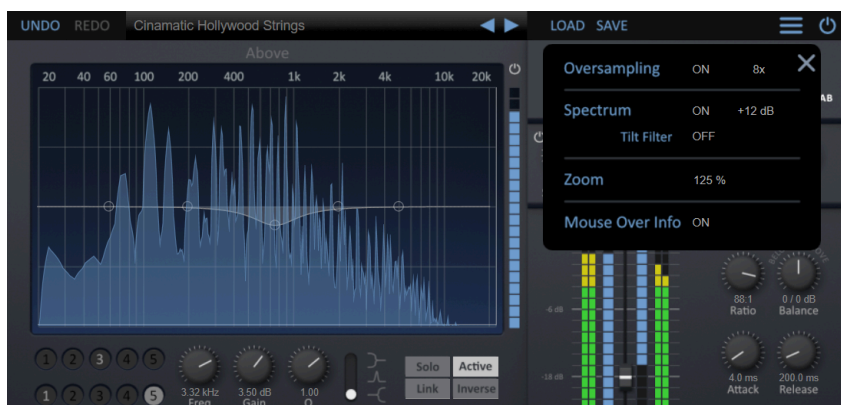 UNDO REDO Cinamatic Hollywood Strings LOAD SAVE
Above
20 40 60 100 200 400 1k 2k 4k 10k 20k
Oversampling ON 8x
AB
Spectrum ON +12 dB
Tilt Filter OFF
Zoom 125 %
Mouse Over Info ON
-6 dB
88:1 0 / 0 dB
Ratio Balance
1 2 3 4 5
Solo Active
-18 dB
3.32 kHz 3.50 dB 1.00
Freq Gain Q
1 2 3 4 5
Link Inverse
4.0 ms 200.0 ms
Attack Release